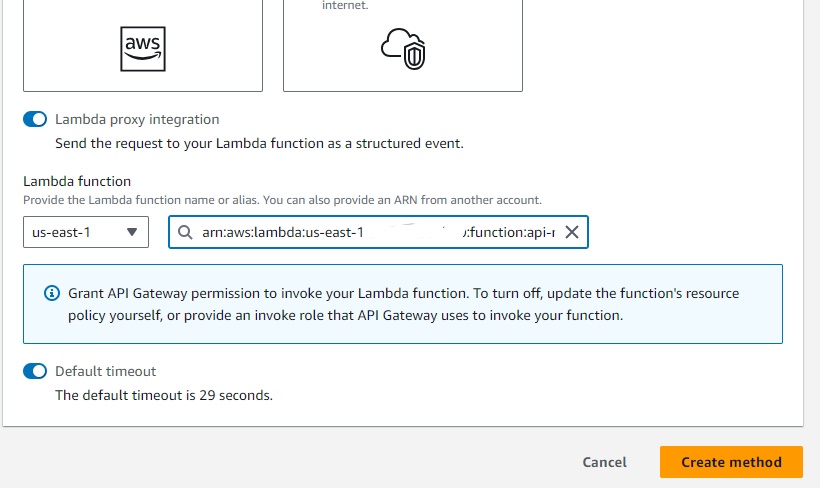 internet.
aws
Lambda proxy integration
Send the request to your Lambda function as a structured event.
Lambda function
Provide the Lambda function name or alias. You can also provide an ARN from another account.
us-east-1
arn:aws:lambda:us-east-1 :function:api-
Grant API Gateway permission to invoke your Lambda function. To turn off, update the function's resource
policy yourself, or provide an invoke role that API Gateway uses to invoke your function.
Default timeout
The default timeout is 29 seconds.
Cancel
Create method